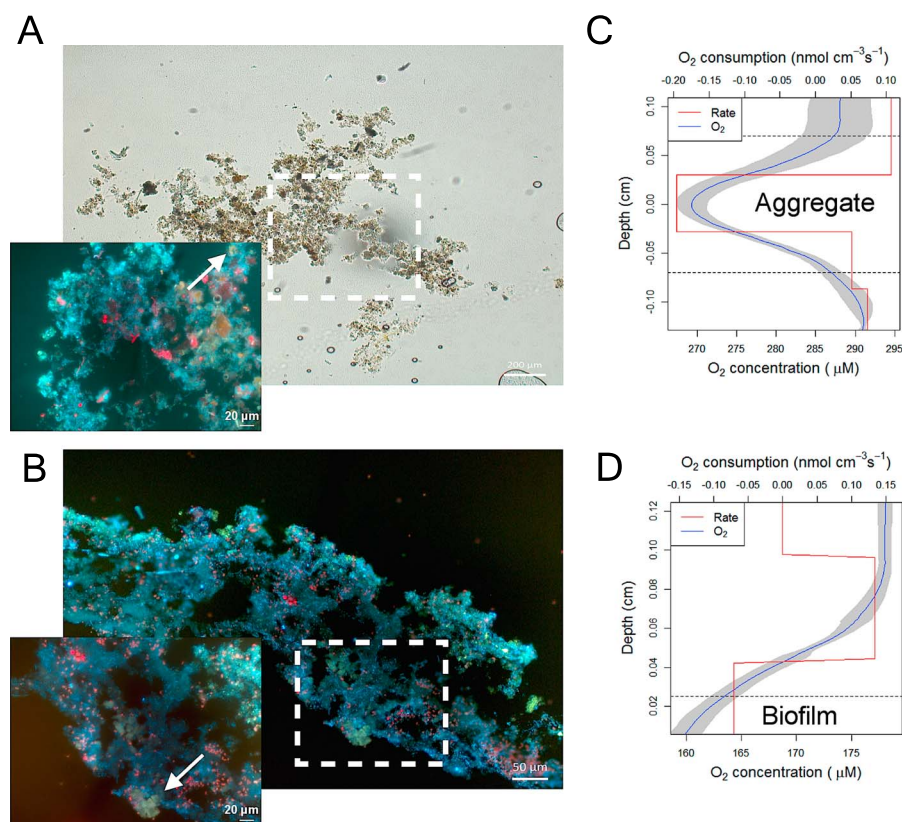 A
200 µm
20 µm
B
50 µm
20 µm
C
O₂ consumption (nmol cm⁻³s⁻¹)
-0.20 -0.15 -0.10 -0.05 0.00 0.05 0.10
Rate
O₂
Aggregate
Depth (cm)
0.10
0.05
0.00
-0.05
-0.10
270 275 280 285 290 295
O₂ concentration ( µM)
D
O₂ consumption (nmol cm⁻³s⁻¹)
-0.15 -0.10 -0.05 0.00 0.05 0.10 0.15
Rate
O₂
Depth (cm)
0.12
0.10
0.08
0.06
0.04
0.02
Biofilm
160 165 170 175
O₂ concentration ( µM)